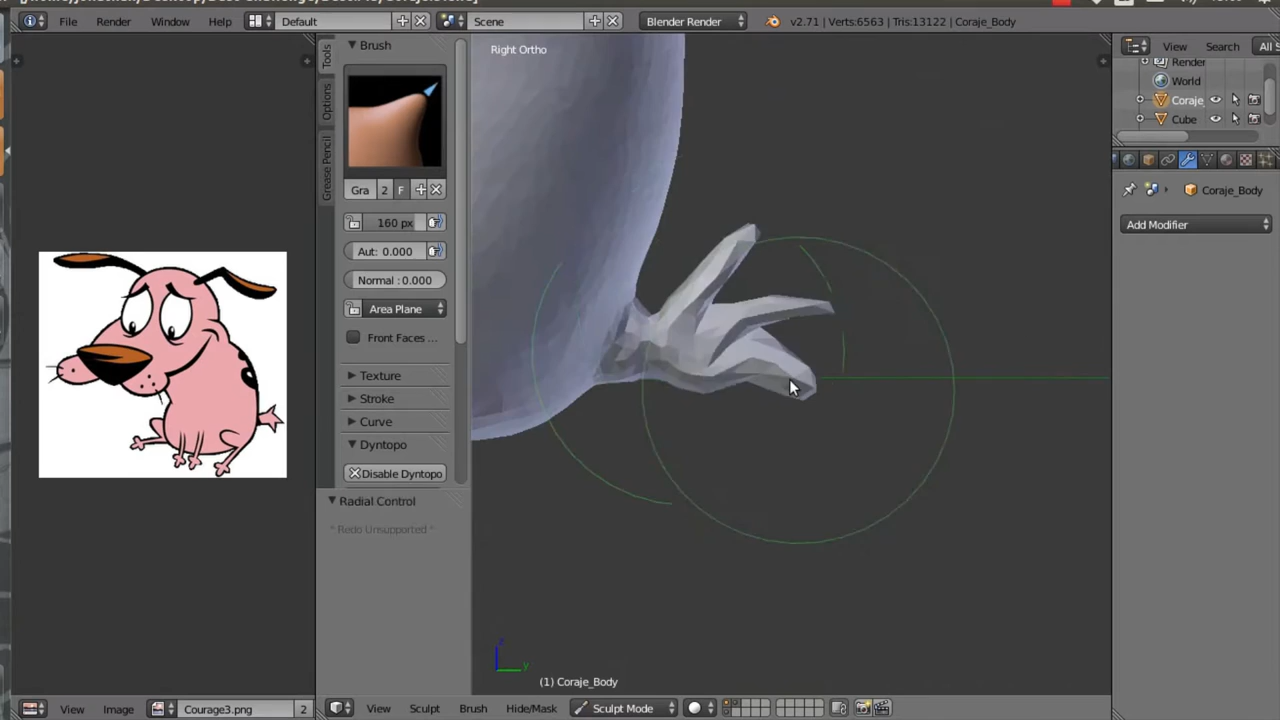 File Render Window Help Default Scene Blender Render v2.71 | Verts:6563 | Tris:13122 | Coraje_Body
Right Ortho
Tools
Options
Grease Pencil
Brush
Gra 2 F
160 px
Aut: 0.000
Normal : 0.000
Area Plane
Front Faces ...
Texture
Stroke
Curve
Dyntopo
Disable Dyntopo
Radial Control
* Redo Unsupported *
View Search All S
Render
World
Coraje_
Cube
Coraje_Body
Add Modifier
z
y
(1) Coraje_Body
View Image Courage3.png 2
View Sculpt Brush Hide/Mask Sculpt Mode